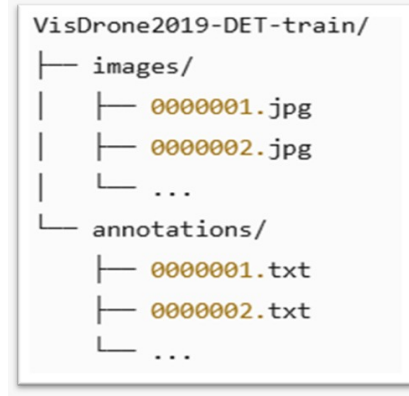 VisDrone2019-DET-train/
├── images/
│   ├── 0000001.jpg
│   ├── 0000002.jpg
│   └── ...
└── annotations/
    ├── 0000001.txt
    ├── 0000002.txt
    └── ...